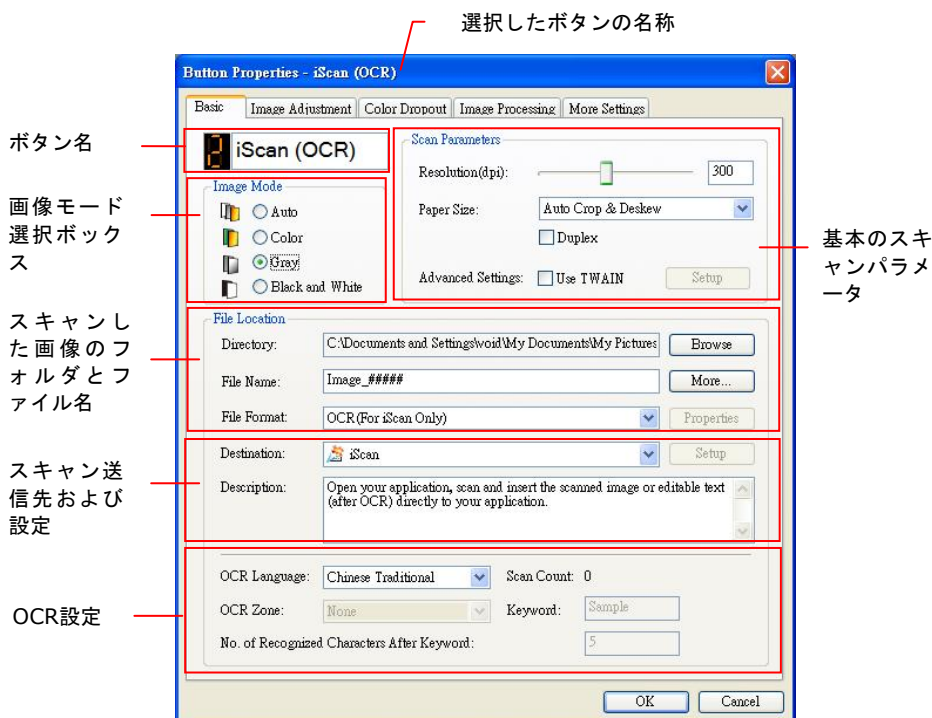 選択したボタンの名称
Button Properties - iScan (OCR)
Basic
Image Adjustment
Color Dropout
Image Processing
More Settings
ボタン名
2
iScan (OCR)
Scan Parameters
Resolution(dpi):
300
画像モード
選択ボック
ス
Image Mode
Auto
Color
Gray
Black and White
Paper Size:
Auto Crop & Deskew
Duplex
Advanced Settings:
Use TWAIN
Setup
基本のスキ
ャンパラメ
ータ
スキャンし
た画像のフ
ォルダとフ
ァイル名
File Location
Directory:
C:\Documents and Settings\void\My Documents\My Pictures
Browse
File Name:
Image_#####
More...
File Format:
OCR(For iScan Only)
Properties
スキャン送
信先および
設定
Destination:
iScan
Setup
Description:
Open your application, scan and insert the scanned image or editable text
(after OCR) directly to your application.
OCR設定
OCR Language:
Chinese Traditional
Scan Count: 0
OCR Zone:
None
Keyword:
Sample
No. of Recognized Characters After Keyword:
5
OK
Cancel